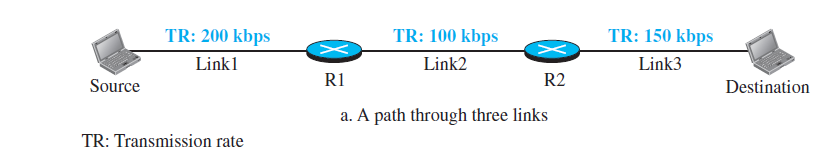 TR: 200 kbps TR: 100 kbps TR: 150 kbps
Link1 Link2 Link3
Source R1 R2 Destination
a. A path through three links
TR: Transmission rate